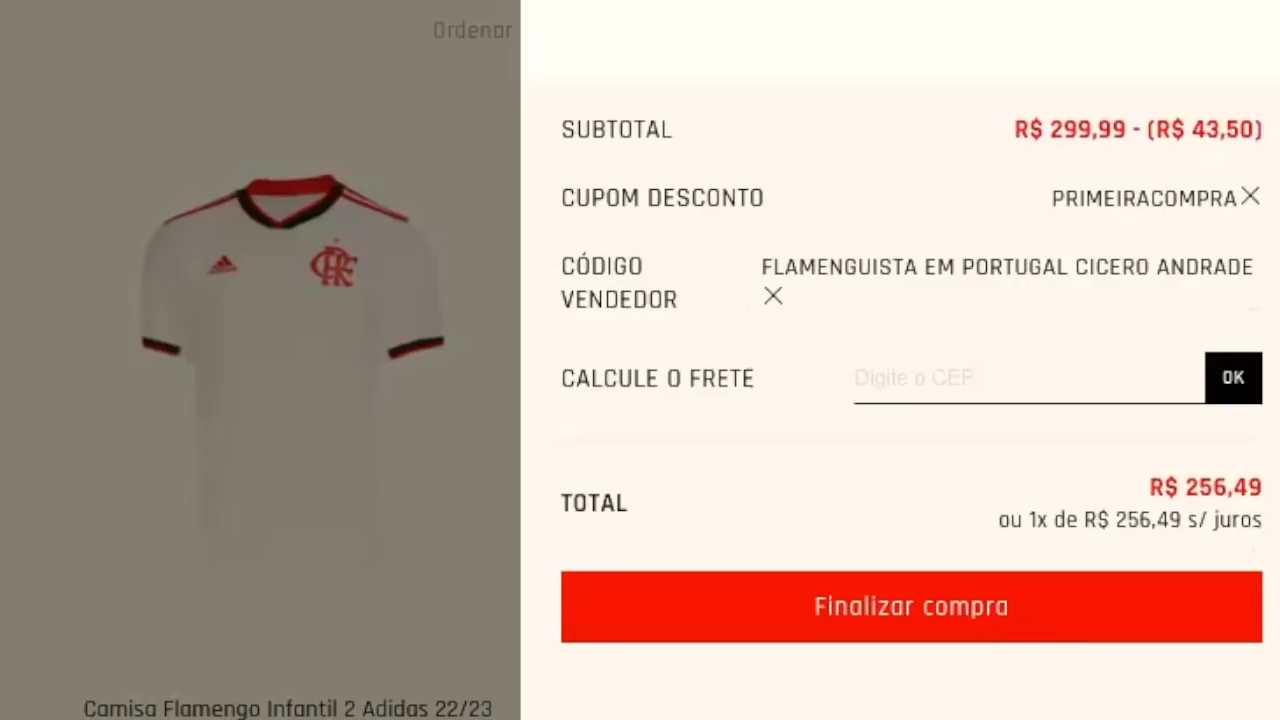 Ordenar
SUBTOTAL
R$ 299,99 - (R$ 43,50)
CUPOM DESCONTO
PRIMEIRACOMPRA
CÓDIGO
VENDEDOR
FLAMENGUISTA EM PORTUGAL CICERO ANDRADE
CALCULE O FRETE
Digite o CEP
OK
TOTAL
R$ 256,49
ou 1x de R$ 256,49 s/ juros
Finalizar compra
Camisa Flamengo Infantil 2 Adidas 22/23